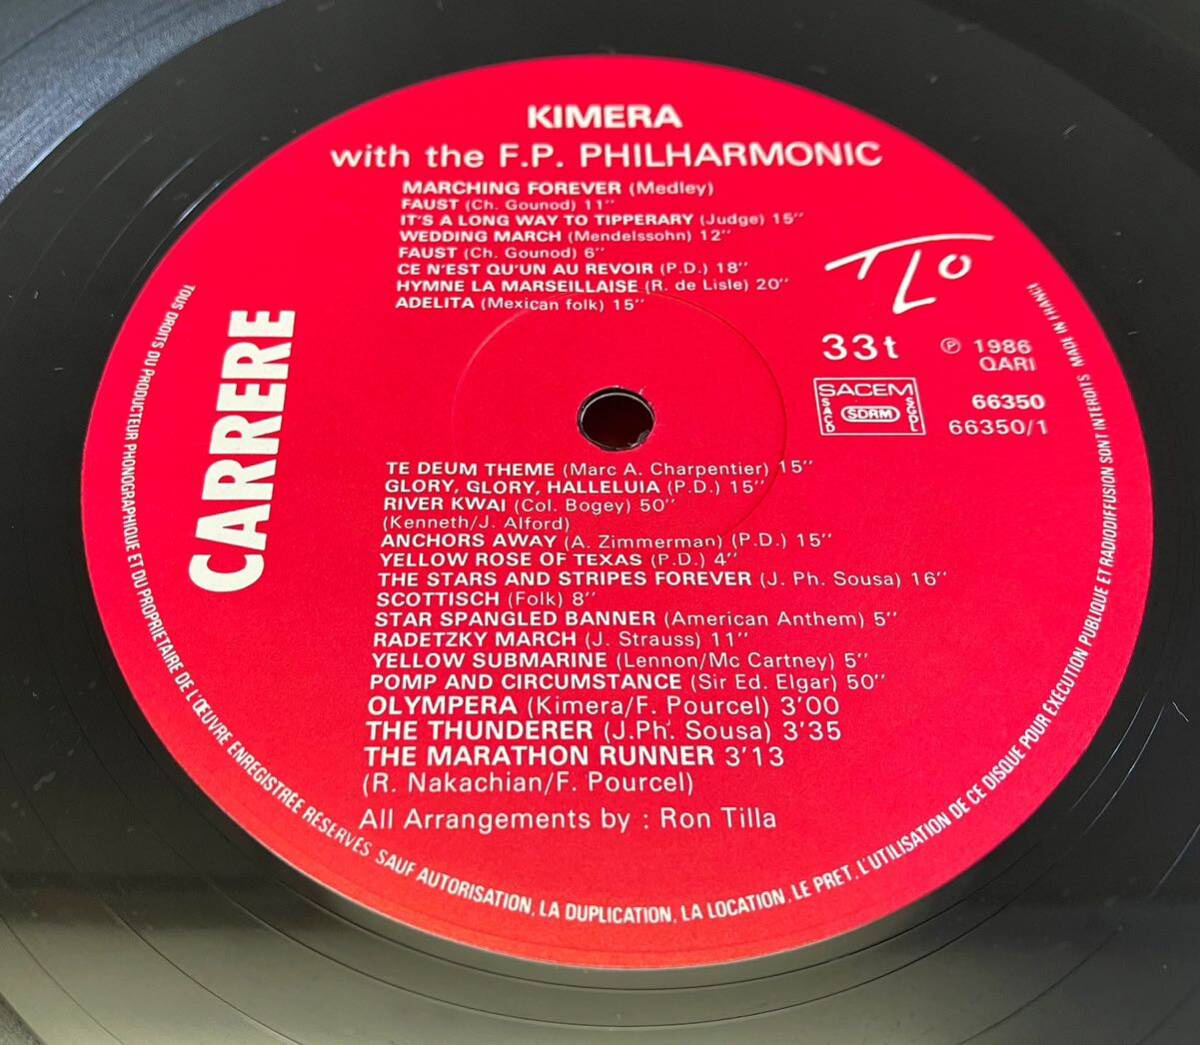 KIMERA
with the F.P. PHILHARMONIC
MARCHING FOREVER (Medley)
FAUST (Ch. Gounod) 11''
IT'S A LONG WAY TO TIPPERARY (Judge) 15''
WEDDING MARCH (Mendelssohn) 12''
FAUST (Ch. Gounod) 6''
CE N'EST QU'UN AU REVOIR (P.D.) 18''
HYMNE LA MARSEILLAISE (R. de Lisle) 20''
ADELITA (Mexican folk) 15''
CARRERE
33t
℗ 1986
QARI
SACEM
SACD
SDRM
SGDL
66350
66350/1
TE DEUM THEME (Marc A. Charpentier) 15''
GLORY, GLORY, HALLELUIA (P.D.) 15''
RIVER KWAI (Col. Bogey) 50''
(Kenneth/J. Alford)
ANCHORS AWAY (A. Zimmerman) (P.D.) 15''
YELLOW ROSE OF TEXAS (P.D.) 4''
THE STARS AND STRIPES FOREVER (J. Ph. Sousa) 16''
SCOTTISCH (Folk) 8''
STAR SPANGLED BANNER (American Anthem) 5''
RADETZKY MARCH (J. Strauss) 11''
YELLOW SUBMARINE (Lennon/Mc Cartney) 5''
POMP AND CIRCUMSTANCE (Sir Ed. Elgar) 50''
OLYMPERA (Kimera/F. Pourcel) 3'00
THE THUNDERER (J.Ph. Sousa) 3'35
THE MARATHON RUNNER 3'13
(R. Nakachian/F. Pourcel)
All Arrangements by : Ron Tilla
TOUS DROITS DU PRODUCTEUR PHONOGRAPHIQUE ET DU PROPRIETAIRE DE L'ŒUVRE ENREGISTRÉE RÉSERVÉS SAUF AUTORISATION, LA DUPLICATION, LA LOCATION, LE PRET, L'UTILISATION DE CE DISQUE POUR EXECUTION PUBLIQUE ET RADIODIFFUSION SONT INTERDITS MADE IN FRANCE